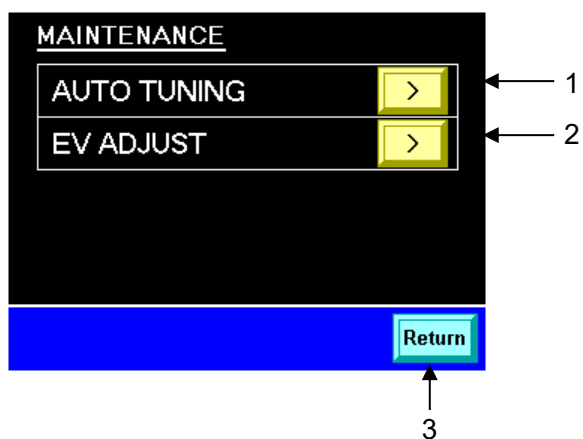 MAINTENANCE
AUTO TUNING > 1
EV ADJUST > 2
Return
3